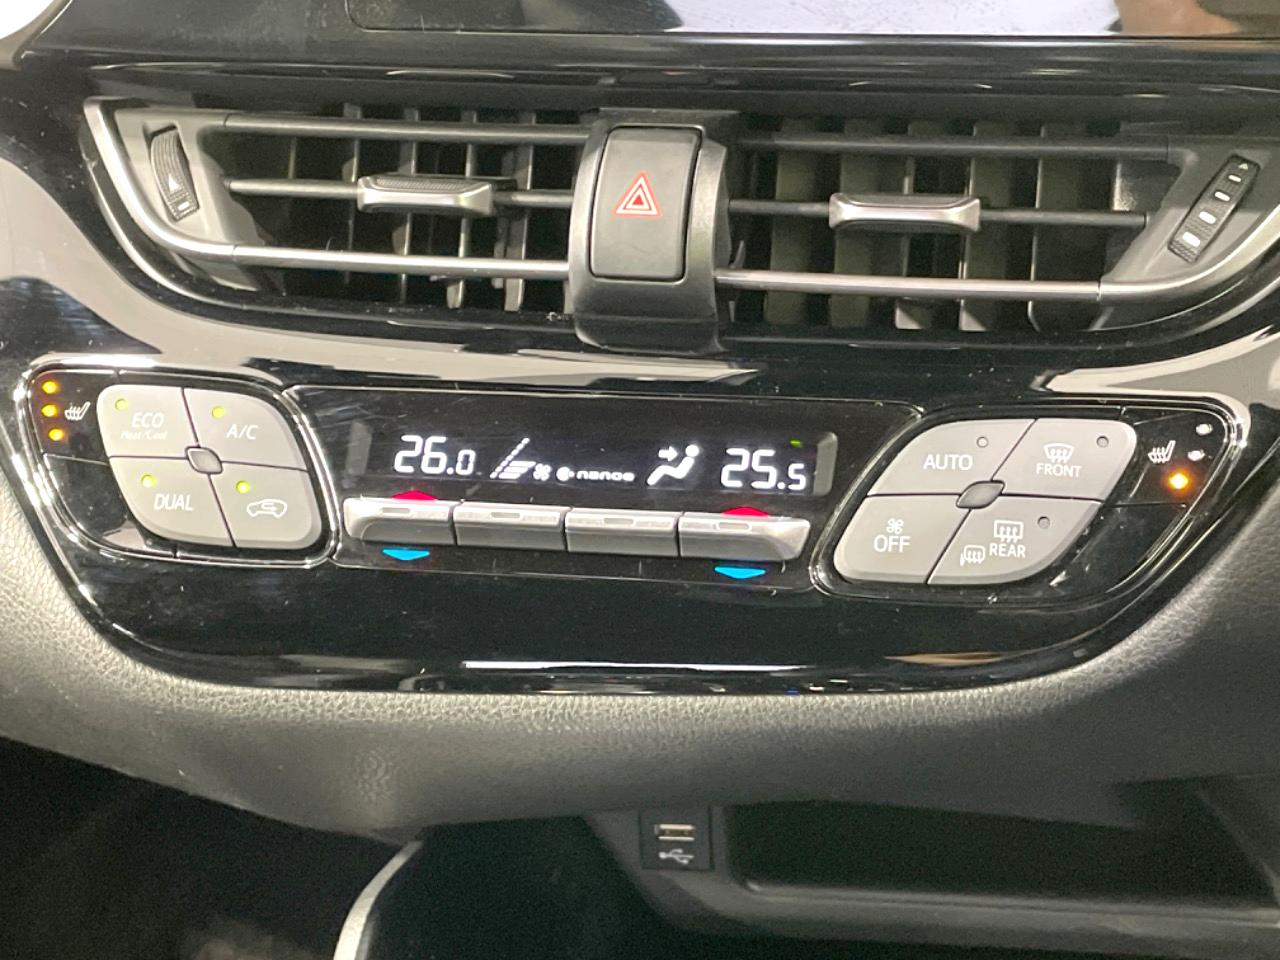 ECO
Heat/Cool
A/C
DUAL
26.0
nanoe
25.5
AUTO
FRONT
OFF
REAR